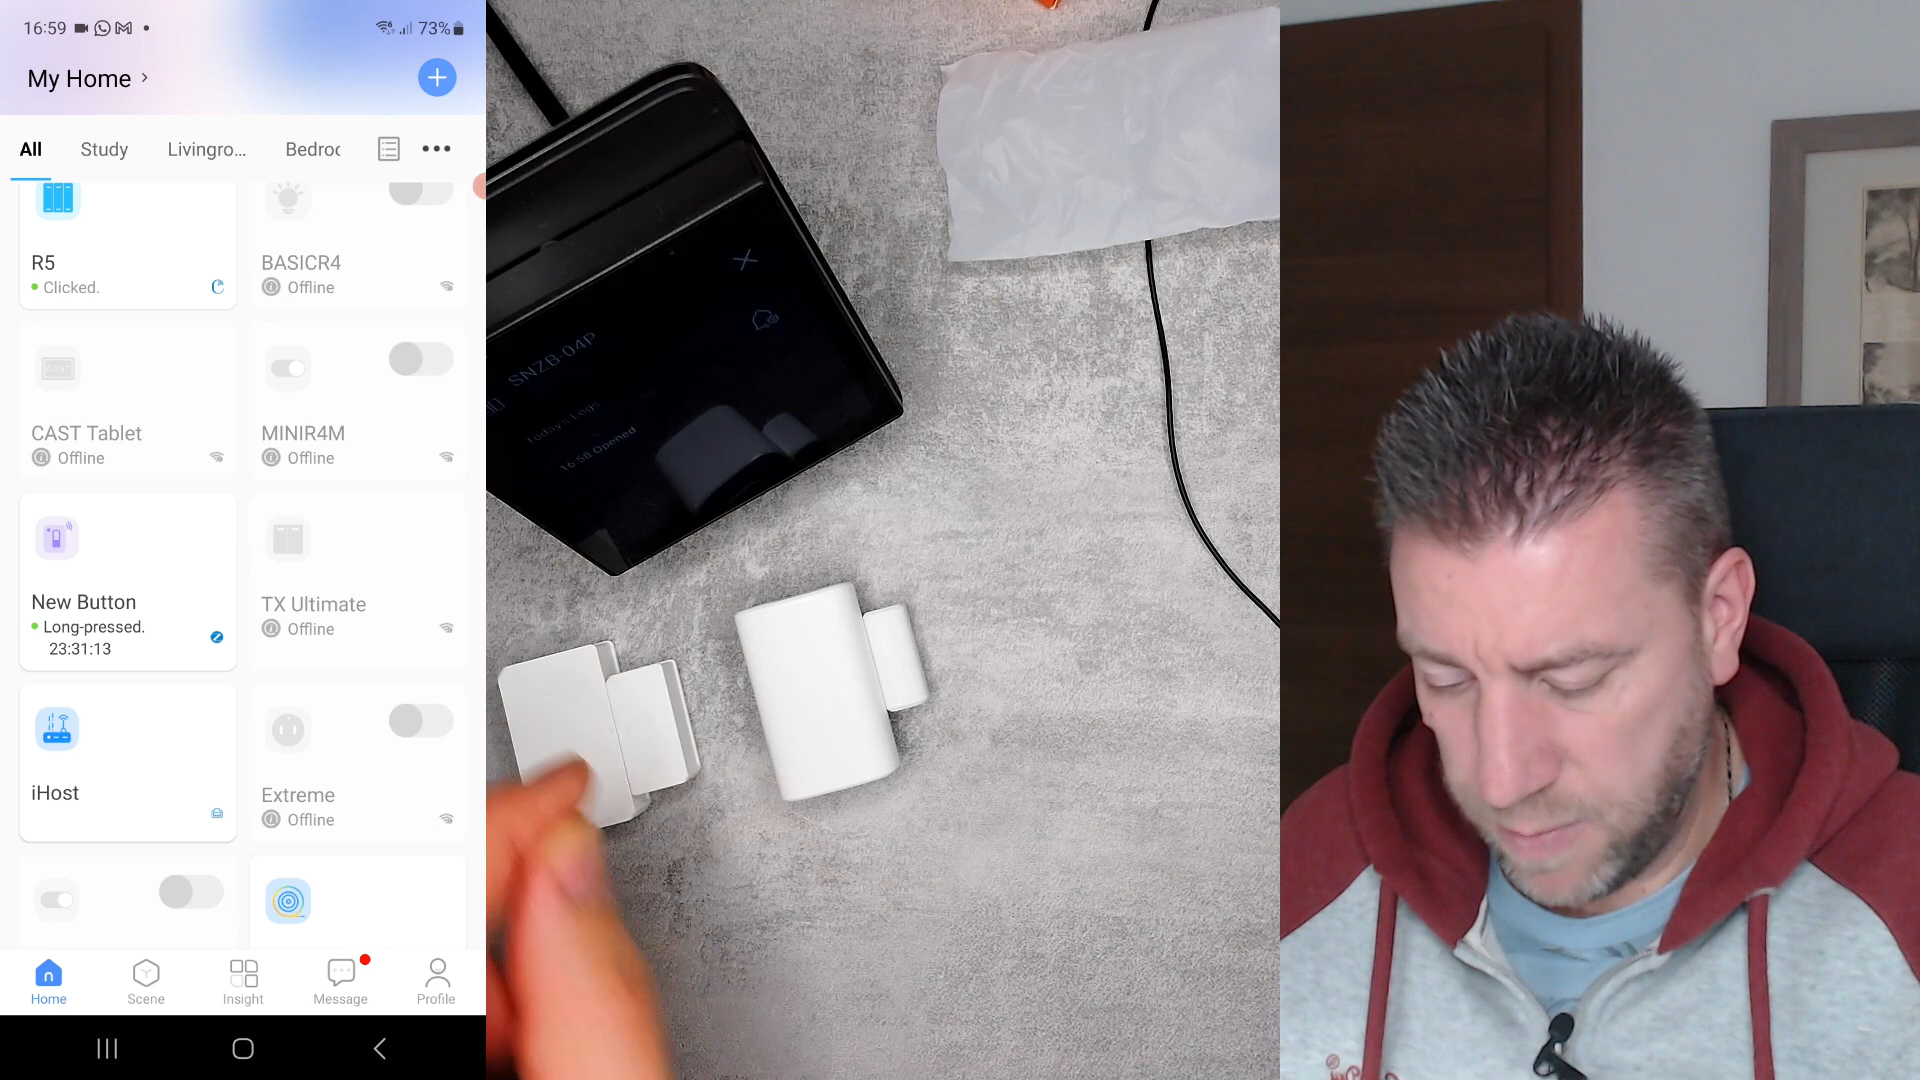 16:59
73%
My Home
All
Study
Livingro...
Bedroc
R5
Clicked.
BASICR4
Offline
CAST
CAST Tablet
Offline
MINIR4M
Offline
New Button
Long-pressed.
23:31:13
TX Ultimate
Offline
iHost
Extreme
Offline
Home
Scene
Insight
Message
Profile
SNZB-04P
Today's Logs
16:58 Opened